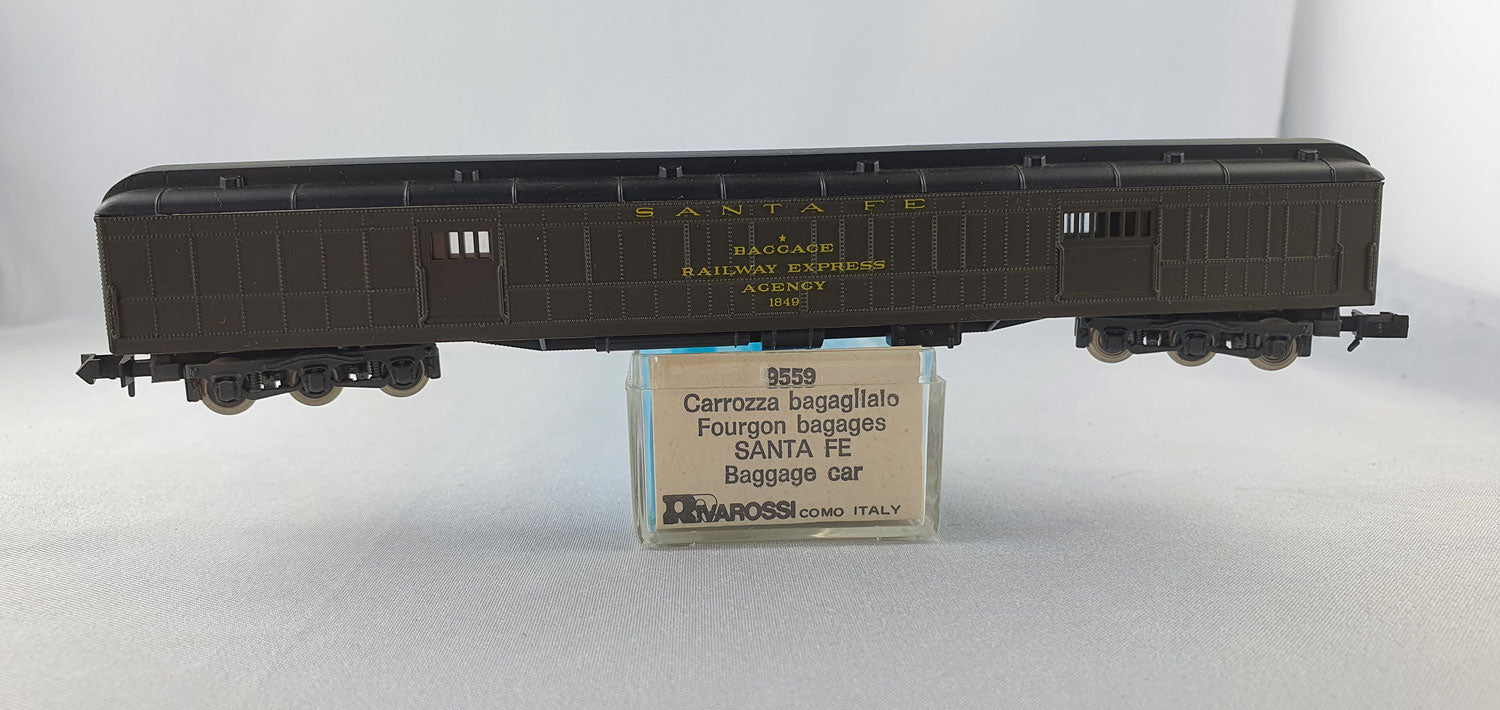 SANTA FE
BAGGAGE
RAILWAY EXPRESS
AGENCY
1849
9559
Carrozza bagagliaio
Fourgon bagages
SANTA FE
Baggage car
RIVAROSSI COMO ITALY